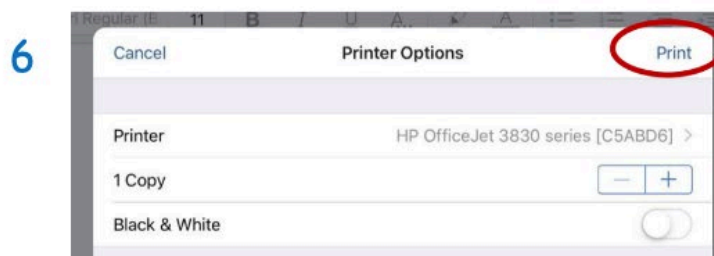 Regular (E 11 B I U A A
6
Cancel Printer Options Print
Printer HP OfficeJet 3830 series [C5ABD6] >
1 Copy − +
Black & White